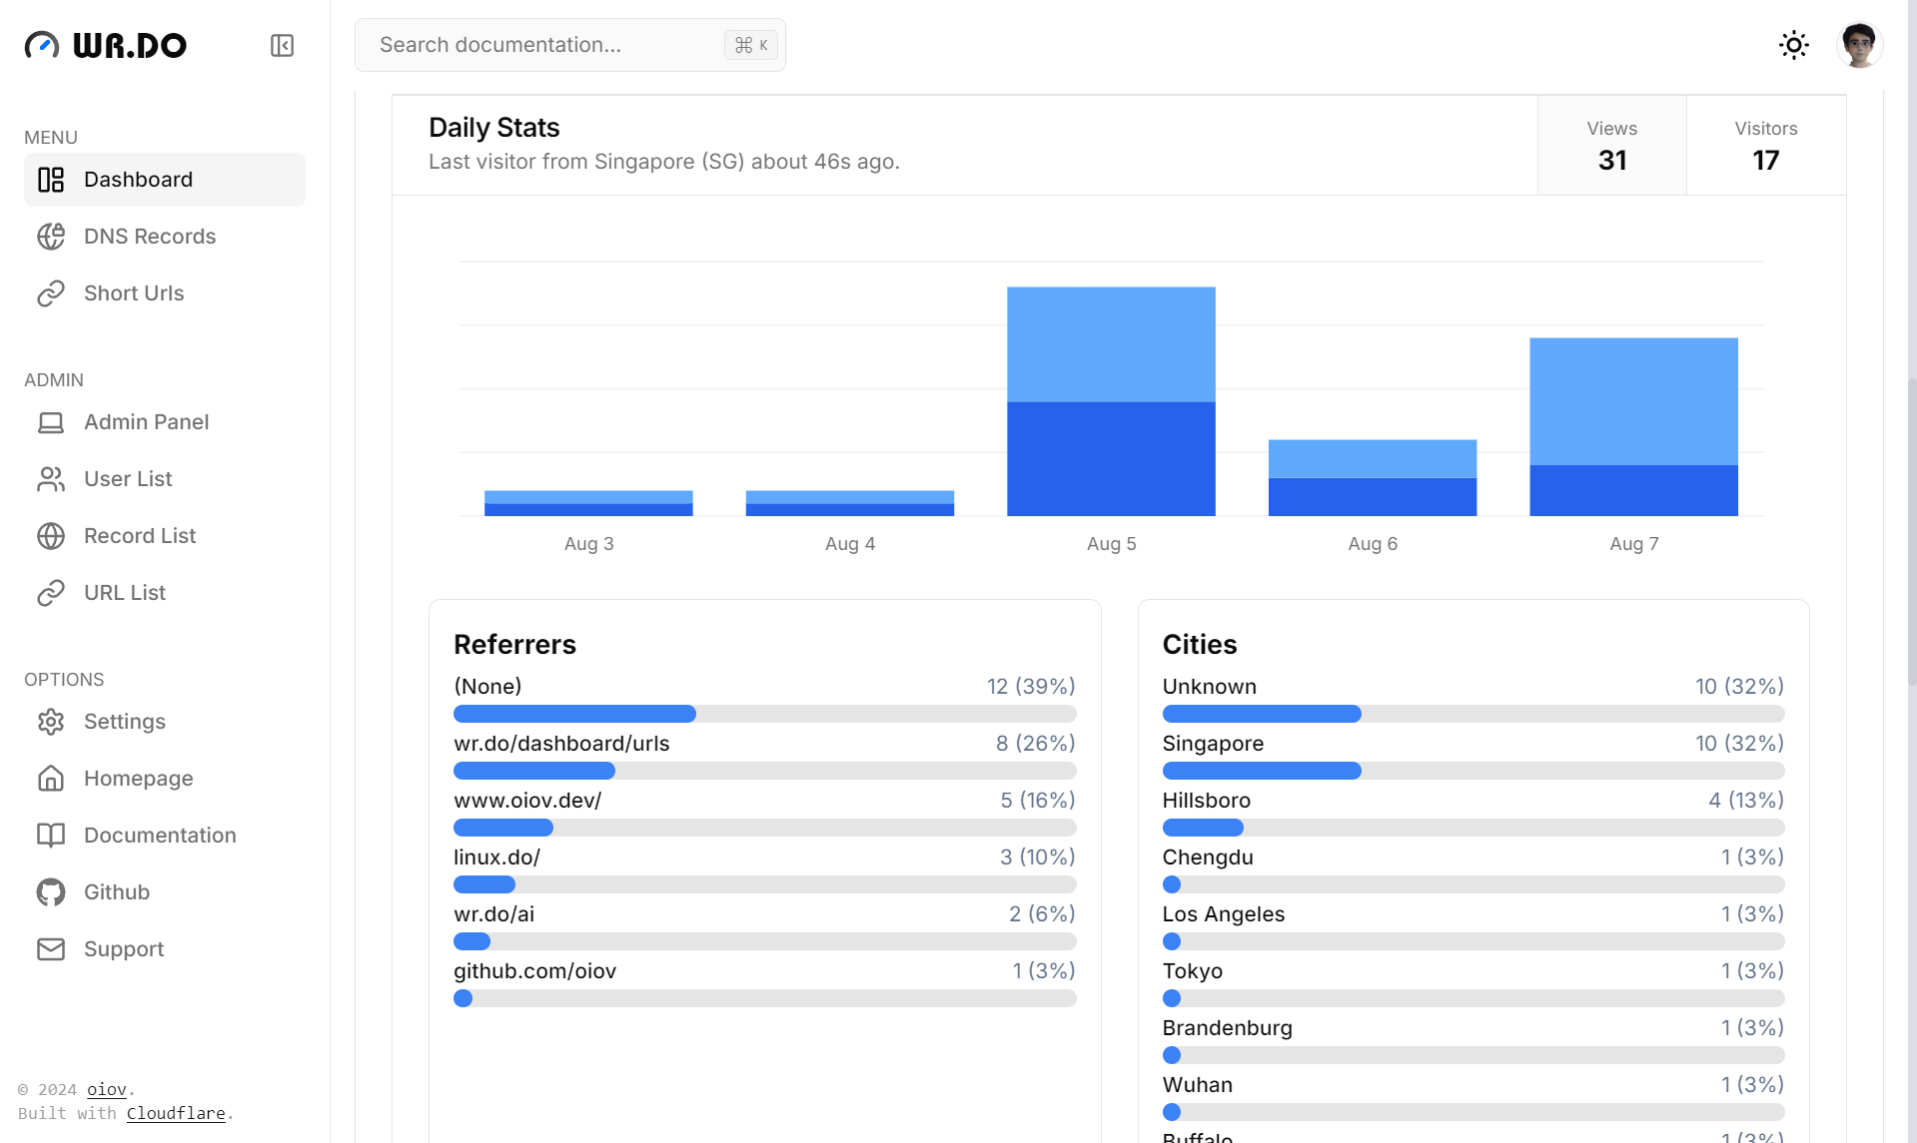 WR.DO
Search documentation...
⌘ K
MENU
Dashboard
DNS Records
Short Urls
ADMIN
Admin Panel
User List
Record List
URL List
OPTIONS
Settings
Homepage
Documentation
Github
Support
© 2024 oiov.
Built with Cloudflare.
Daily Stats
Last visitor from Singapore (SG) about 46s ago.
Views
31
Visitors
17
Aug 3
Aug 4
Aug 5
Aug 6
Aug 7
Referrers
(None) 12 (39%)
wr.do/dashboard/urls 8 (26%)
www.oiov.dev/ 5 (16%)
linux.do/ 3 (10%)
wr.do/ai 2 (6%)
github.com/oiov 1 (3%)
Cities
Unknown 10 (32%)
Singapore 10 (32%)
Hillsboro 4 (13%)
Chengdu 1 (3%)
Los Angeles 1 (3%)
Tokyo 1 (3%)
Brandenburg 1 (3%)
Wuhan 1 (3%)
Buffalo 1 (3%)